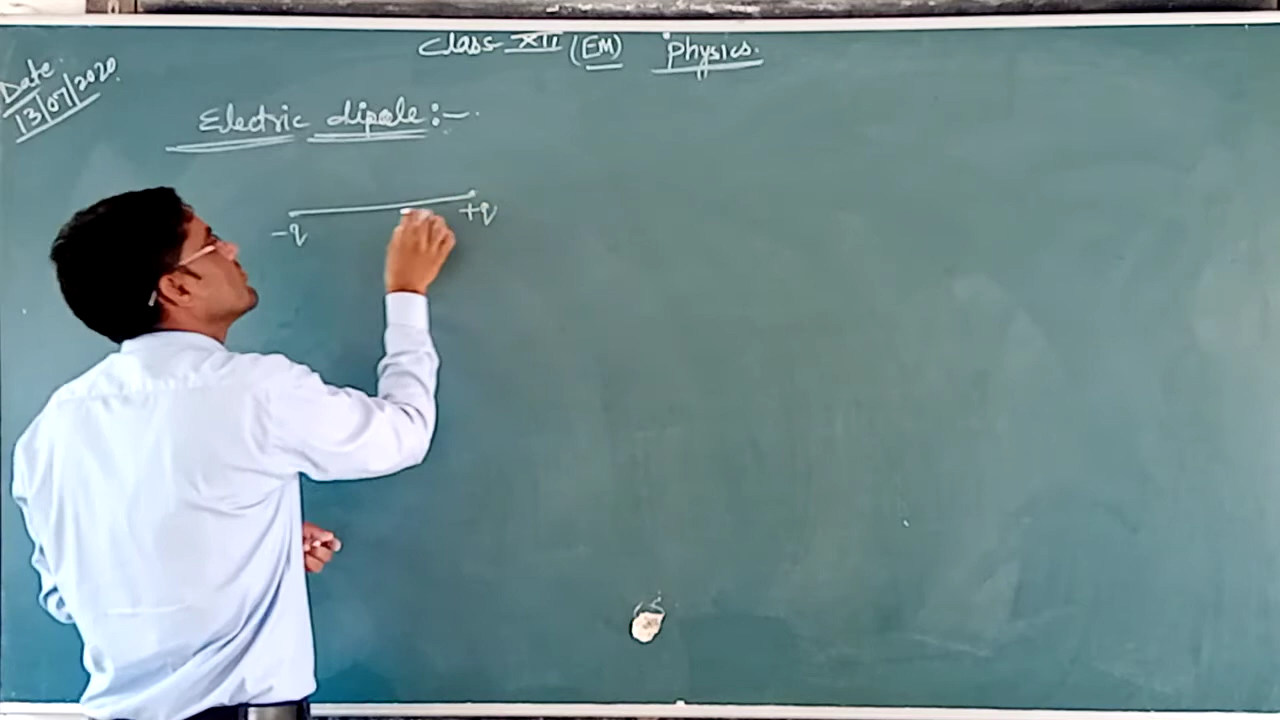 Class-XII (EM) Physics.
Date.
13/07/2020.
Electric dipole:-
-q +q